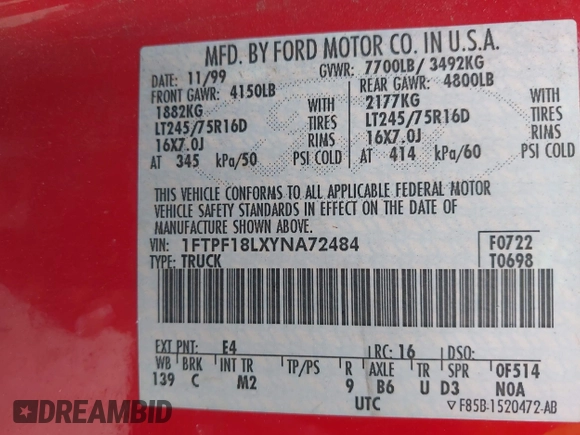 MFD. BY FORD MOTOR CO. IN U.S.A.
DATE: 11/99 GVWR: 7700LB/ 3492KG
FRONT GAWR: 4150LB REAR GAWR: 4800LB
1882KG WITH 2177KG WITH
LT245/75R16D TIRES LT245/75R16D TIRES
16X7.0J RIMS 16X7.0J RIMS
AT 345 kPa/50 PSI COLD AT 414 kPa/60 PSI COLD
THIS VEHICLE CONFORMS TO ALL APPLICABLE FEDERAL MOTOR
VEHICLE SAFETY STANDARDS IN EFFECT ON THE DATE OF
MANUFACTURE SHOWN ABOVE.
VIN: 1FTPF18LXYNA72484 F0722
TYPE: TRUCK T0698
EXT PNT: E4 RC: 16 DSO:
WB BRK INT TR TP/PS R AXLE TR SPR 0F514
139 C M2 9 B6 U D3 N0A
UTC F85B-1520472-AB
DREAMBID